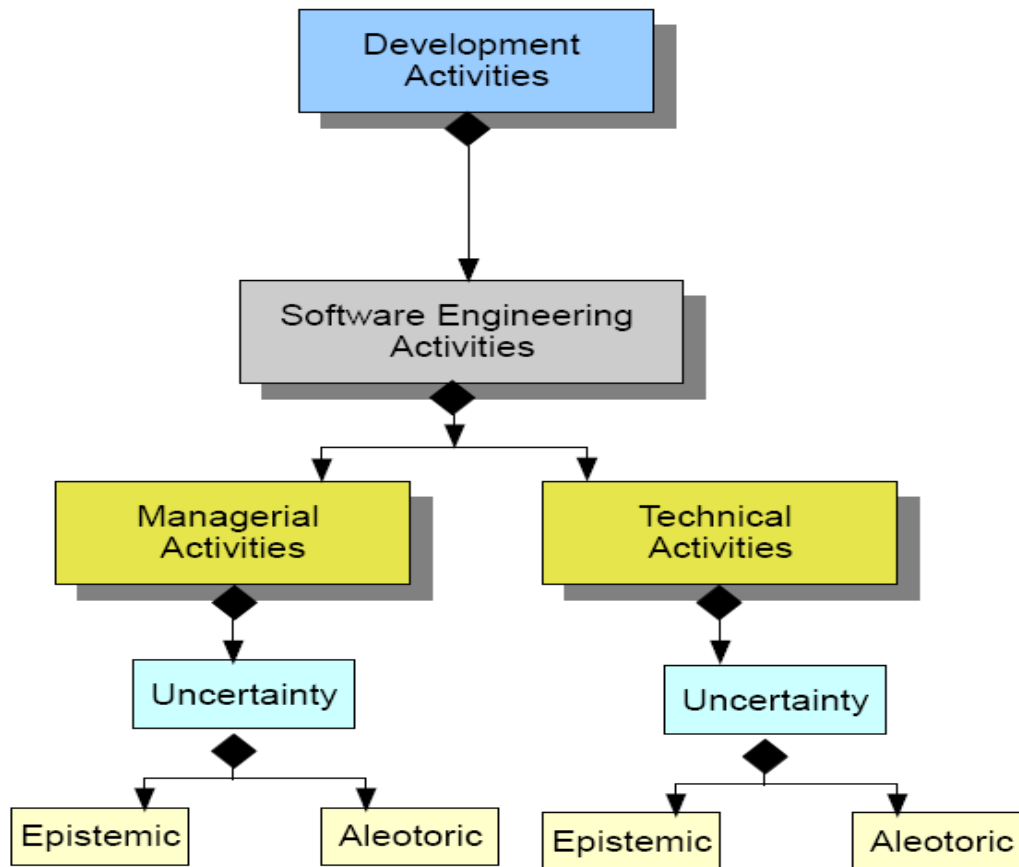 Development
Activities
Software Engineering
Activities
Managerial
Activities
Technical
Activities
Uncertainty
Uncertainty
Epistemic
Aleotoric
Epistemic
Aleotoric